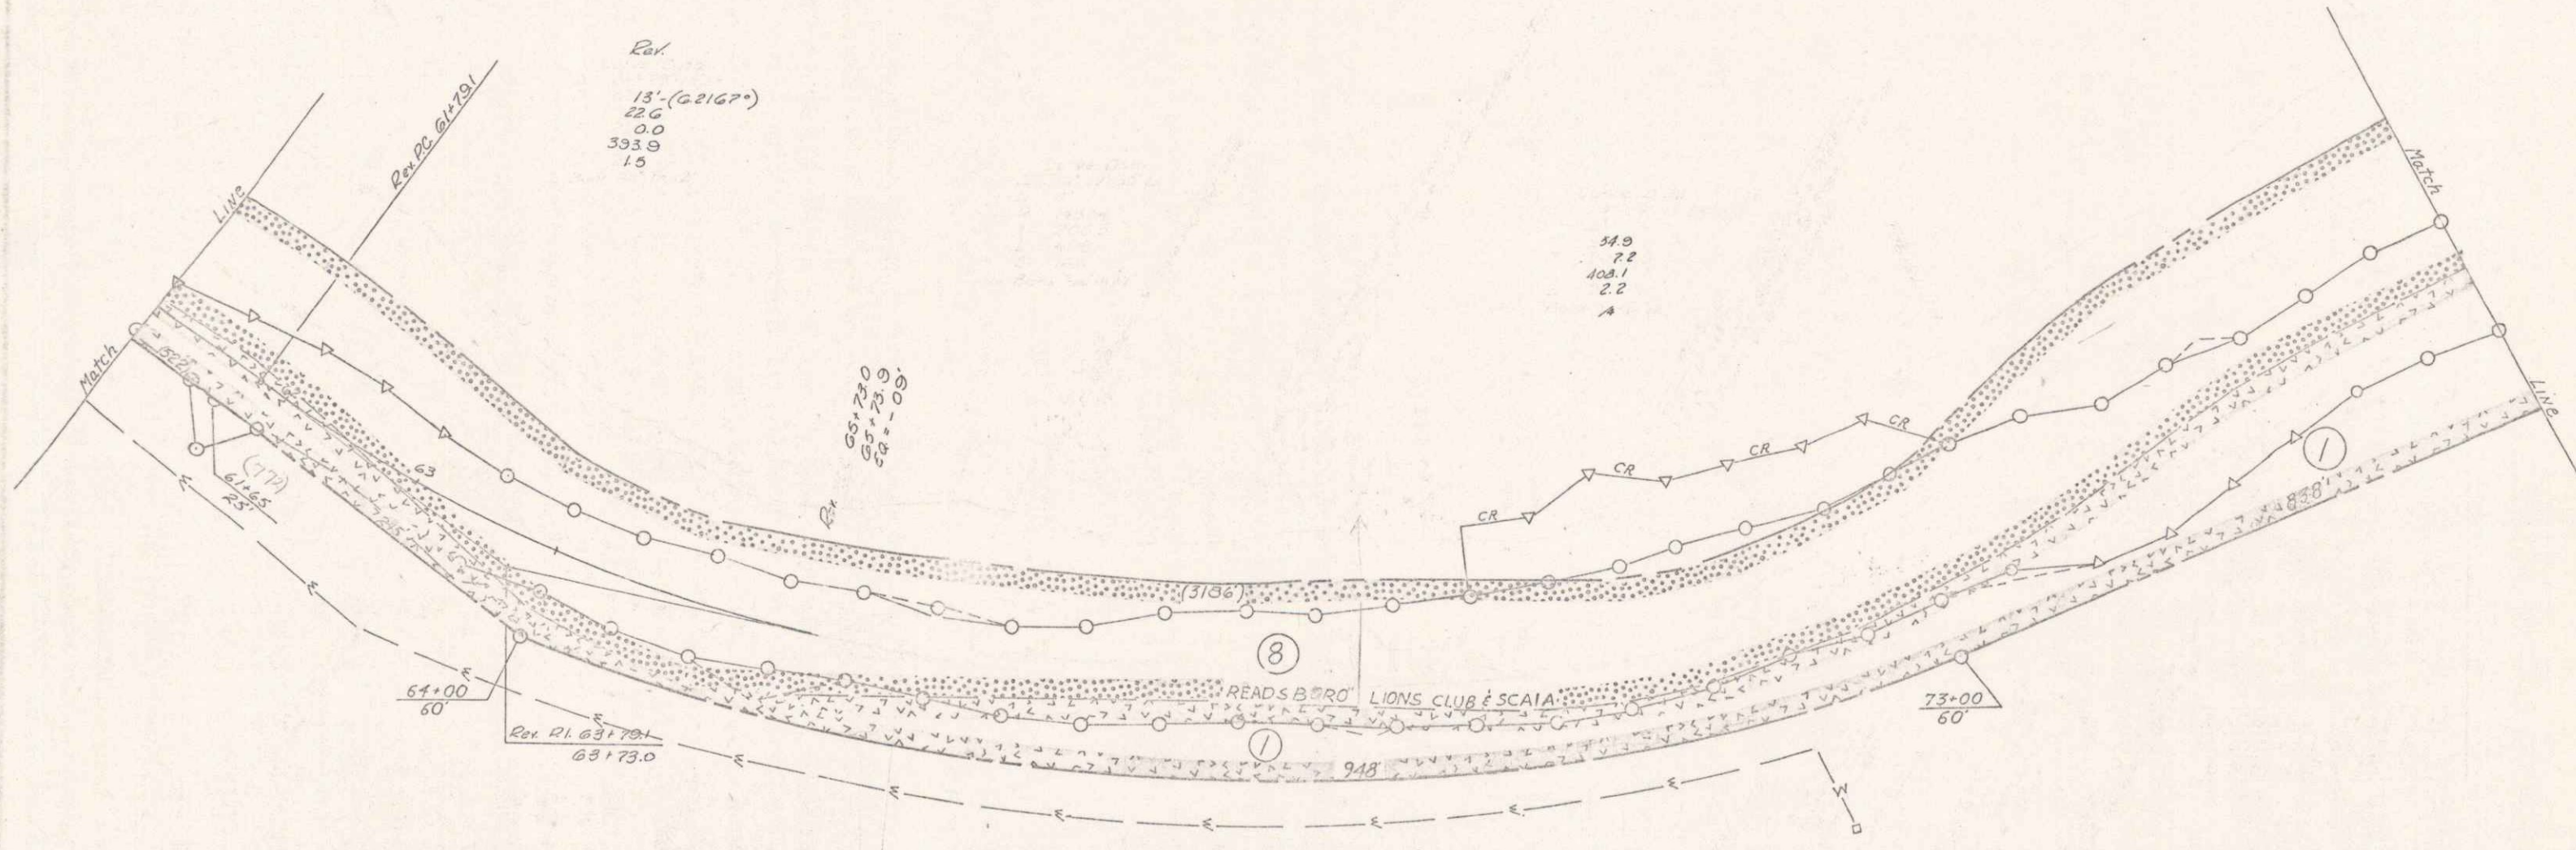 Rev.
13'-(6.2167°)
22.6
0.0
393.9
1.5
Rev. P.C. 61+79.1
LINE
Match
522'
(777)
61+65
25'
63
245'
64+00
60'
Rev. P.I. 63+79.1
63+73.0
Rev.
65+73.0
65+73.9
EQ = -0.9'
54.9
7.2
408.1
2.2
CR
CR
CR
CR
(3186')
8
READSBORO LIONS CLUB & SCAIA
1
948'
W
73+00
60'
1
838'
Match
LINE